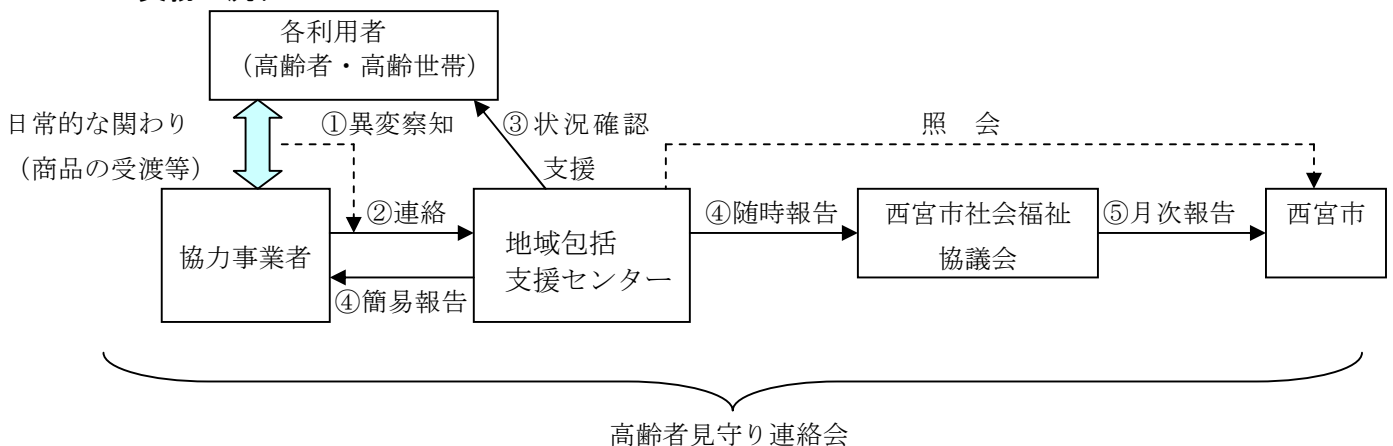 各利用者
（高齢者・高齢世帯）
日常的な関わり
（商品の受渡等）
①異変察知
③状況確認
支援
照　会
②連絡
④随時報告
⑤月次報告
協力事業者
地域包括
支援センター
西宮市社会福祉
協議会
西宮市
④簡易報告
高齢者見守り連絡会